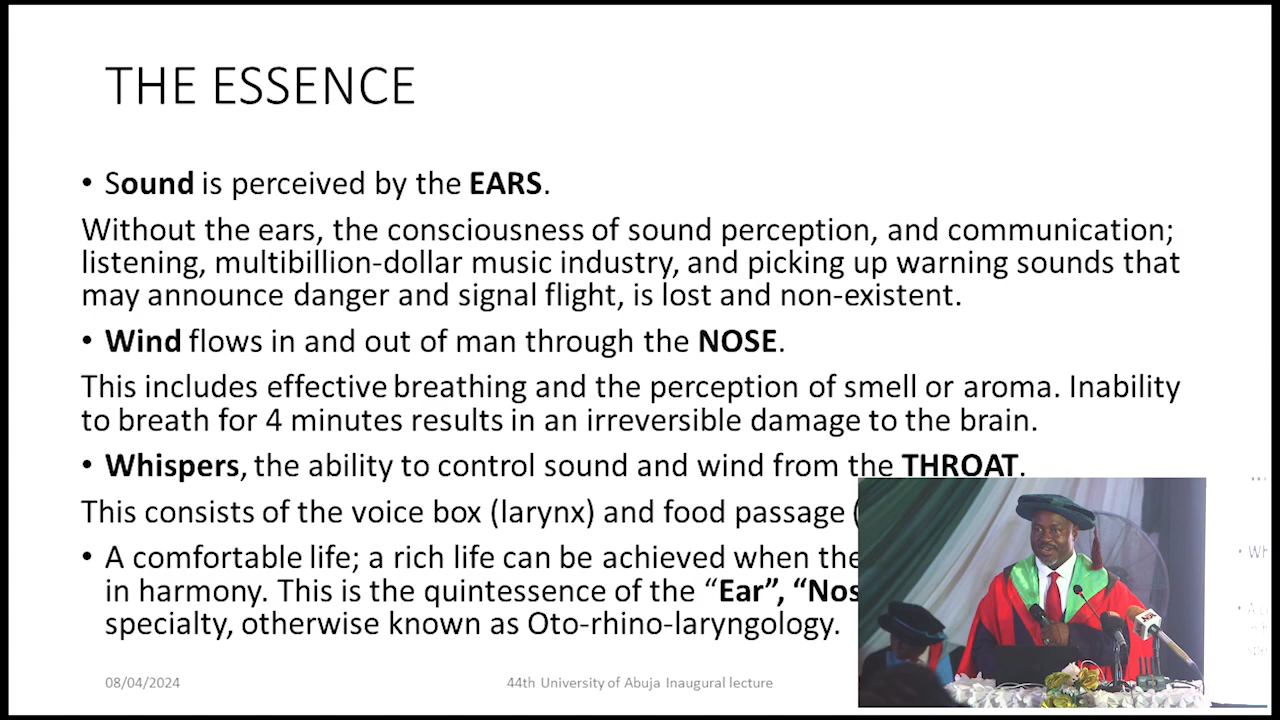 THE ESSENCE
• Sound is perceived by the EARS.
Without the ears, the consciousness of sound perception, and communication;
listening, multibillion-dollar music industry, and picking up warning sounds that
may announce danger and signal flight, is lost and non-existent.
• Wind flows in and out of man through the NOSE.
This includes effective breathing and the perception of smell or aroma. Inability
to breath for 4 minutes results in an irreversible damage to the brain.
• Whispers, the ability to control sound and wind from the THROAT.
This consists of the voice box (larynx) and food passage (
• A comfortable life; a rich life can be achieved when the
in harmony. This is the quintessence of the “Ear”, “Nos
specialty, otherwise known as Oto-rhino-laryngology.
08/04/2024
44th University of Abuja Inaugural lecture